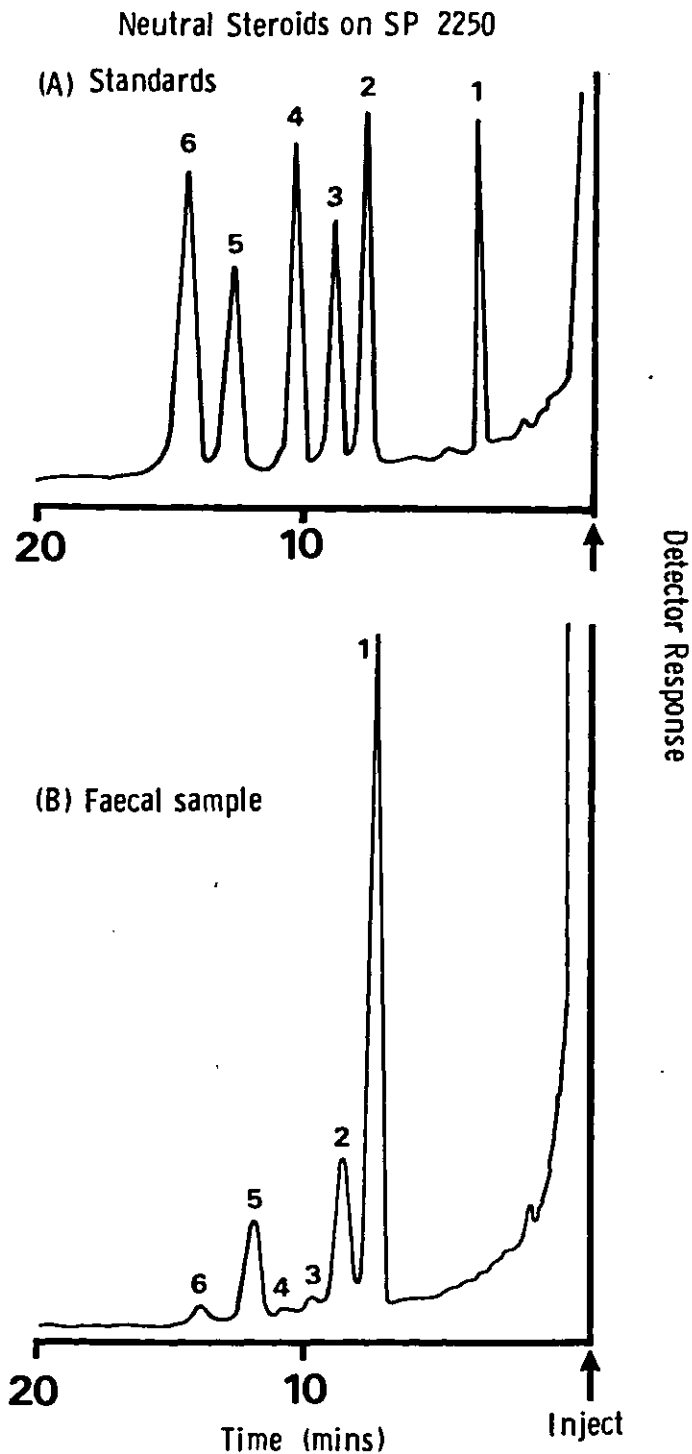 Neutral Steroids on SP 2250
(A) Standards
6 5 4 3 2 1
20 10
Detector Response
(B) Faecal sample
6 5 4 3 2 1
20 10
Time (mins) Inject